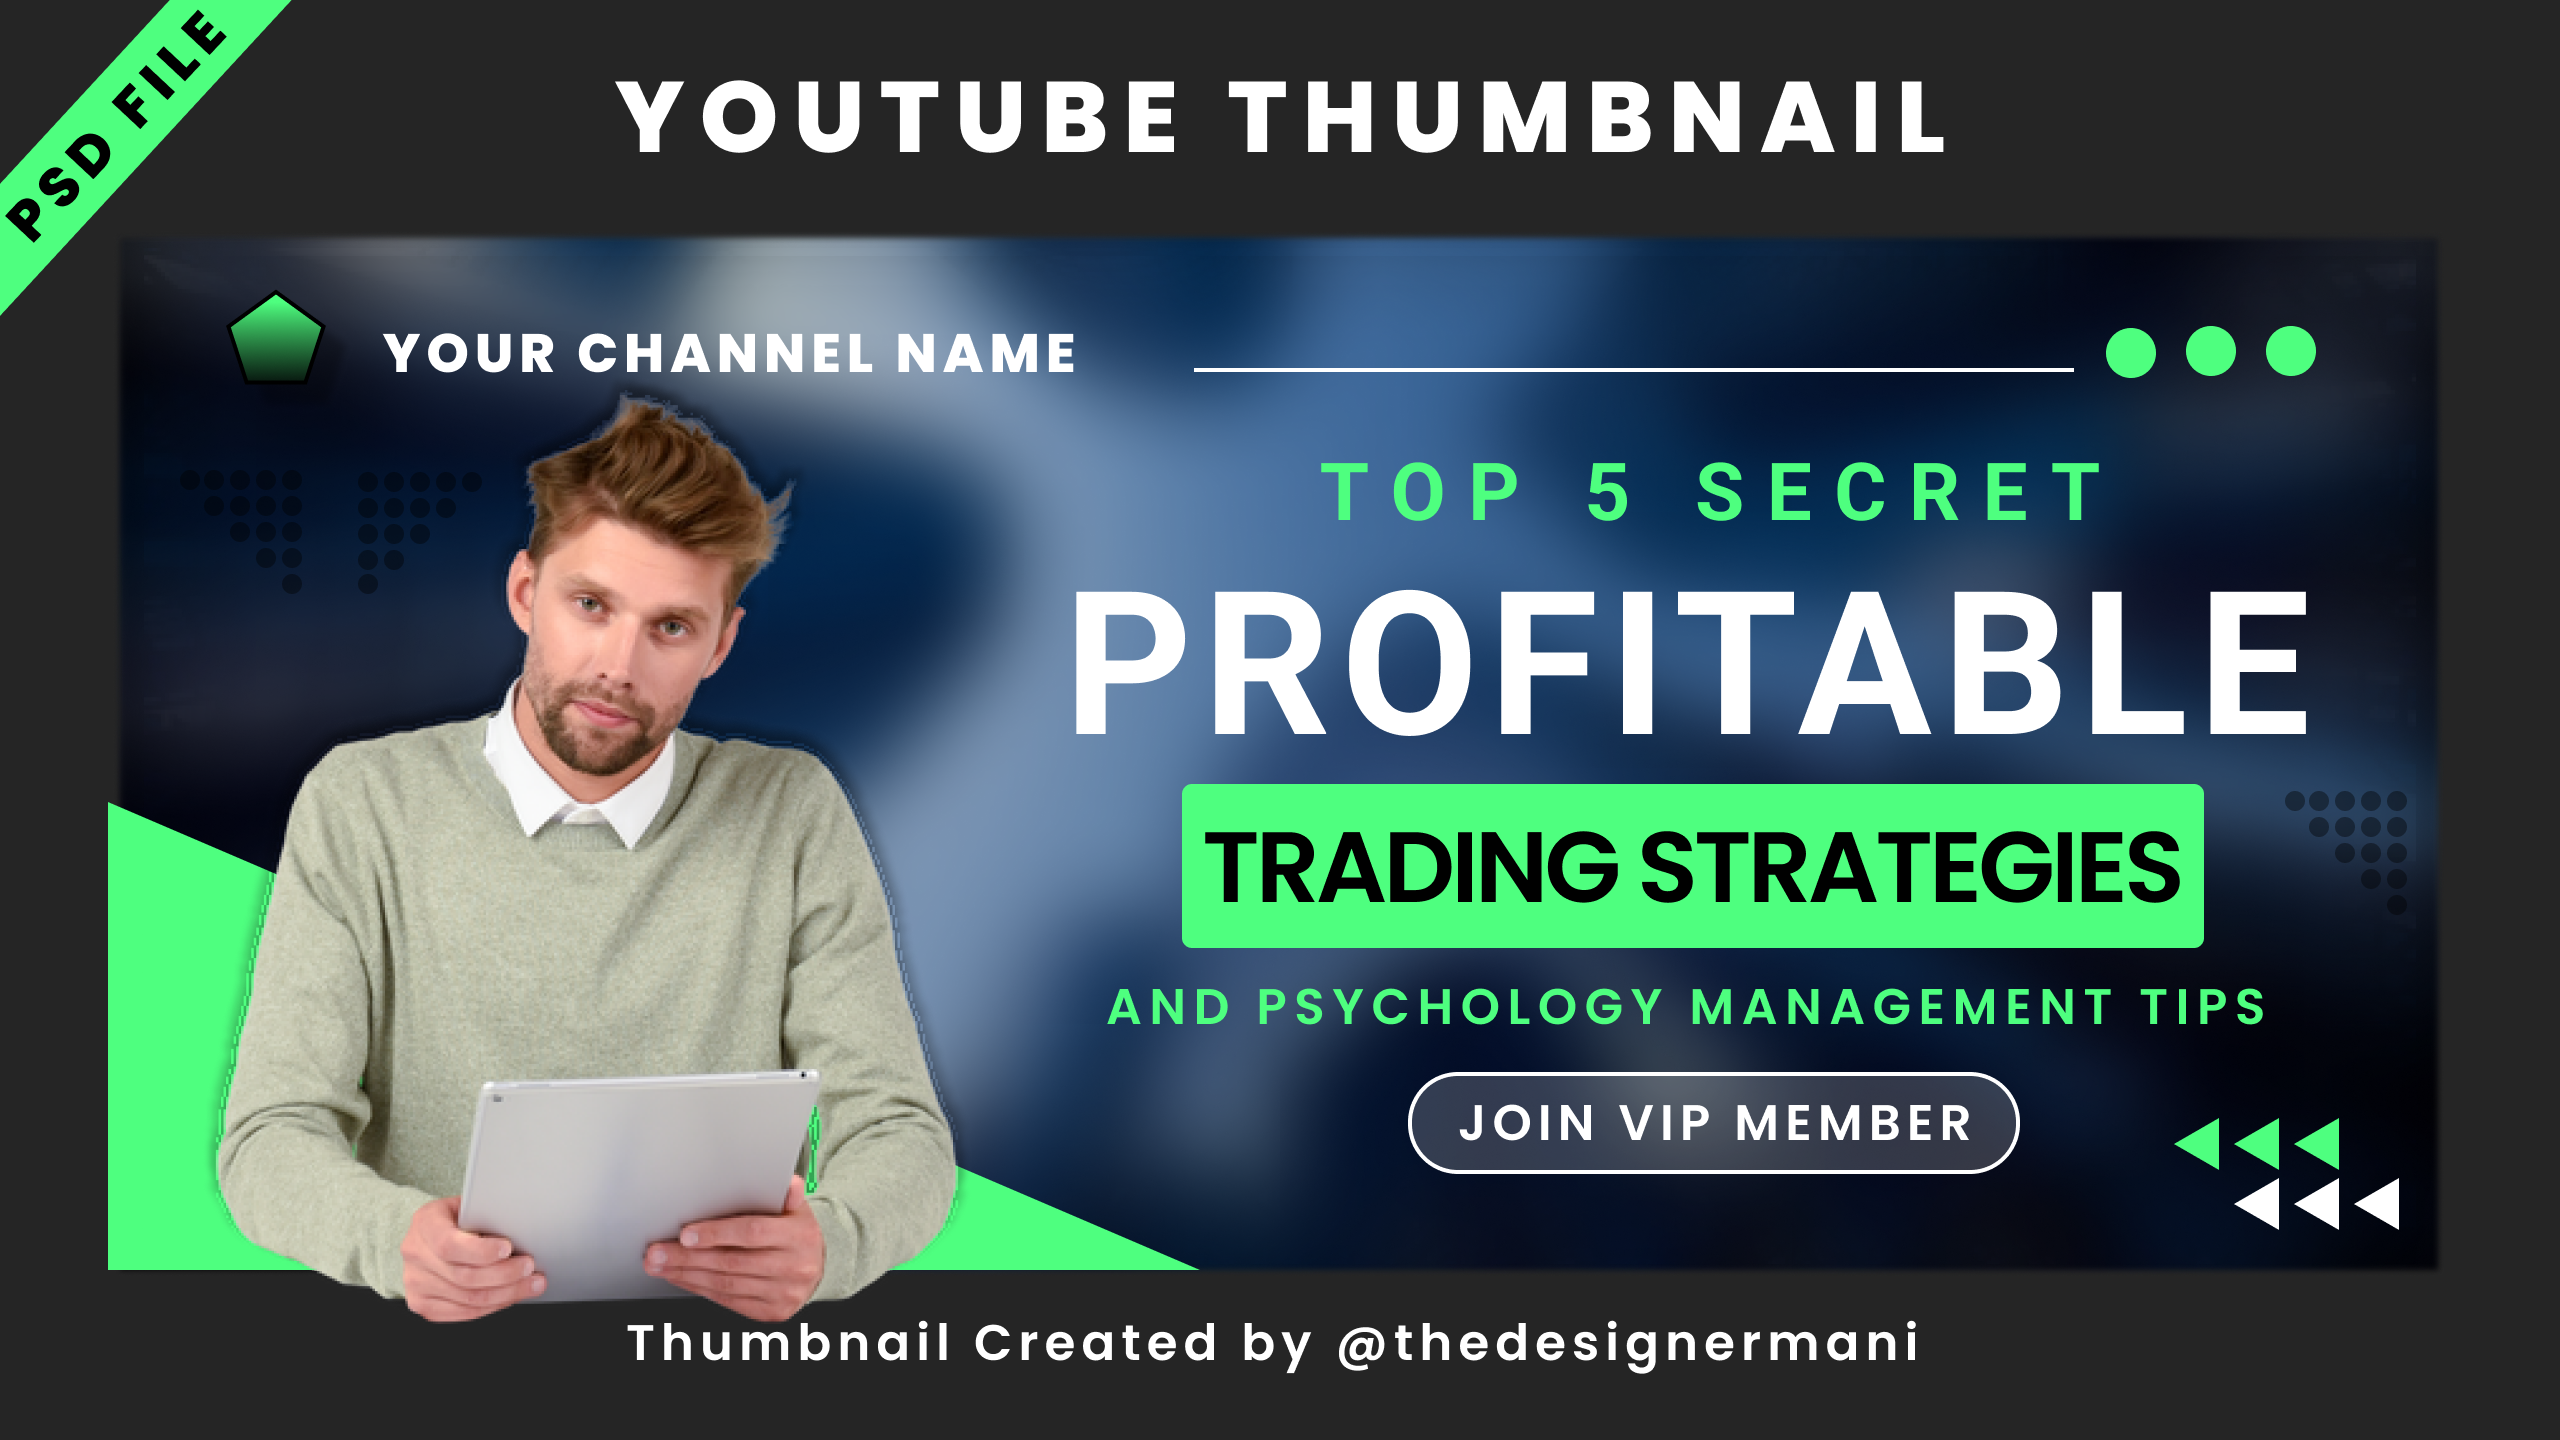 PSD FILE
YOUTUBE THUMBNAIL
YOUR CHANNEL NAME
TOP 5 SECRET
PROFITABLE
TRADING STRATEGIES
AND PSYCHOLOGY MANAGEMENT TIPS
JOIN VIP MEMBER
Thumbnail Created by @thedesignermani